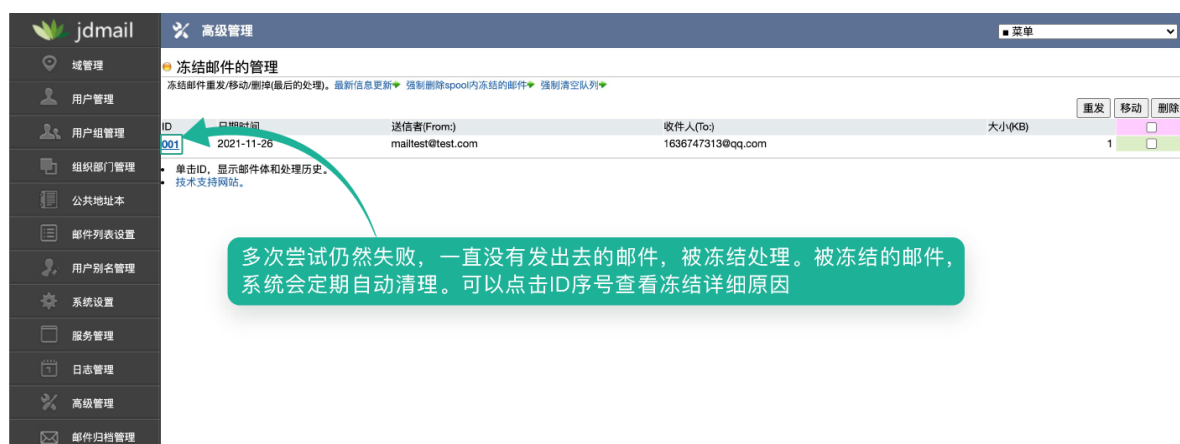 jdmail
高级管理
■ 菜单
域管理
用户管理
用户组管理
组织部门管理
公共地址本
邮件列表设置
用户别名管理
系统设置
服务管理
日志管理
高级管理
邮件归档管理
冻结邮件的管理
冻结邮件重发/移动/删掉(最后的处理)。最新信息更新 强制删除spool内冻结的邮件 强制清空队列
重发 移动 删除
ID 日期时间 送信者(From:) 收件人(To:) 大小(KB)
001 2021-11-26 mailtest@test.com 1636747313@qq.com 1
• 单击ID，显示邮件体和处理历史。
• 技术支持网站。
多次尝试仍然失败，一直没有发出去的邮件，被冻结处理。被冻结的邮件，
系统会定期自动清理。可以点击ID序号查看冻结详细原因